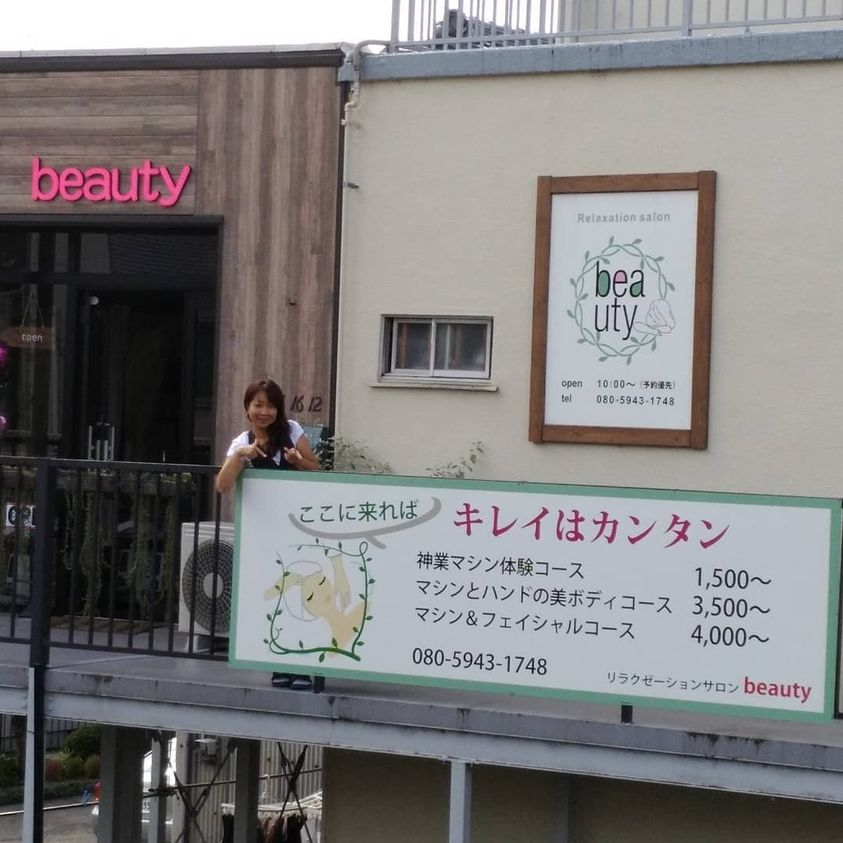 beauty
open
1612
Relaxation salon
bea
uty
open 10:00～（予約優先）
tel 080-5943-1748
ここに来れば
キレイはカンタン
神業マシン体験コース 1,500～
マシンとハンドの美ボディコース 3,500～
マシン＆フェイシャルコース 4,000～
080-5943-1748
リラクゼーションサロン beauty